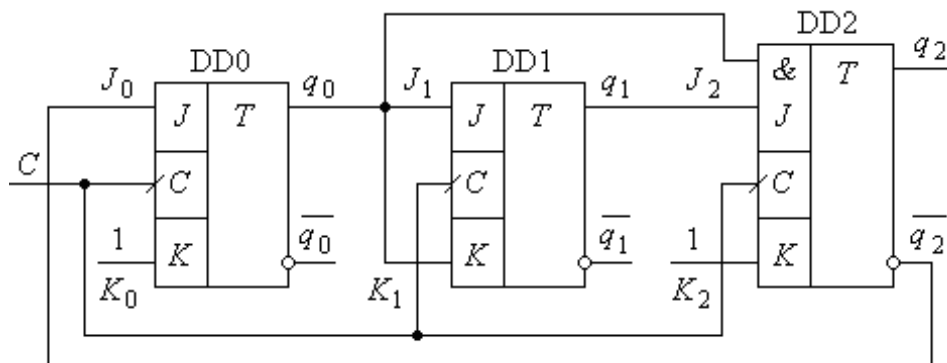 DD0
DD1
DD2
J₀
q₀
J₁
q₁
J₂
q₂
J
T
J
T
&
T
J
C
C
C
C
1
K
q̅₀
K
q̅₁
1
K
q̅₂
K₀
K₁
K₂